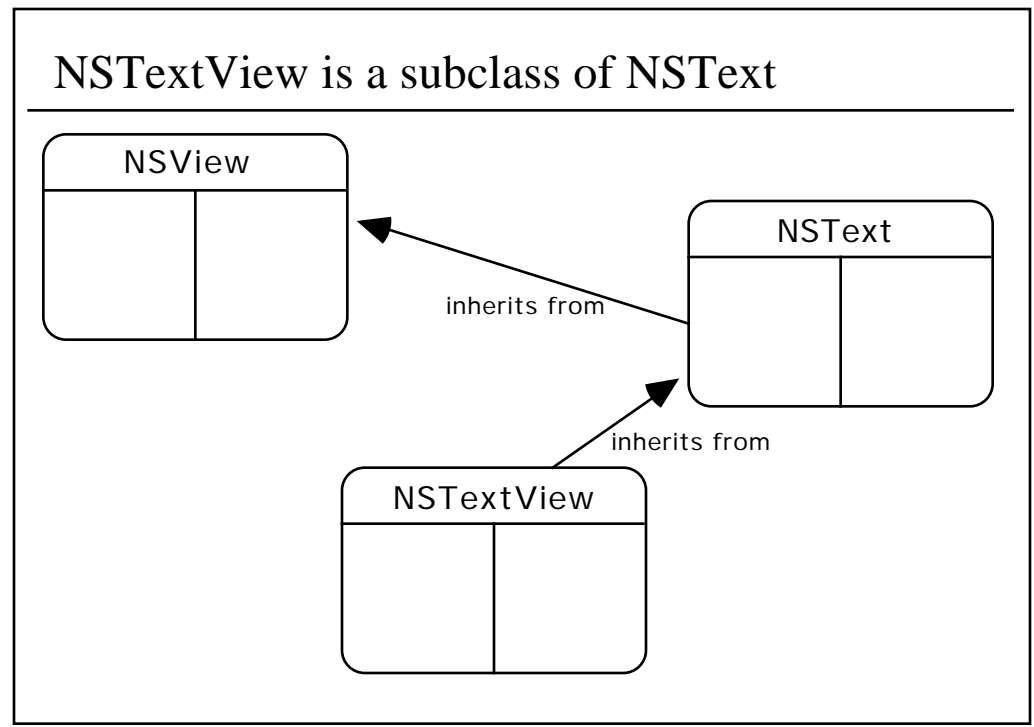 NSTextView is a subclass of NSText
NSView
NSText
inherits from
inherits from
NSTextView